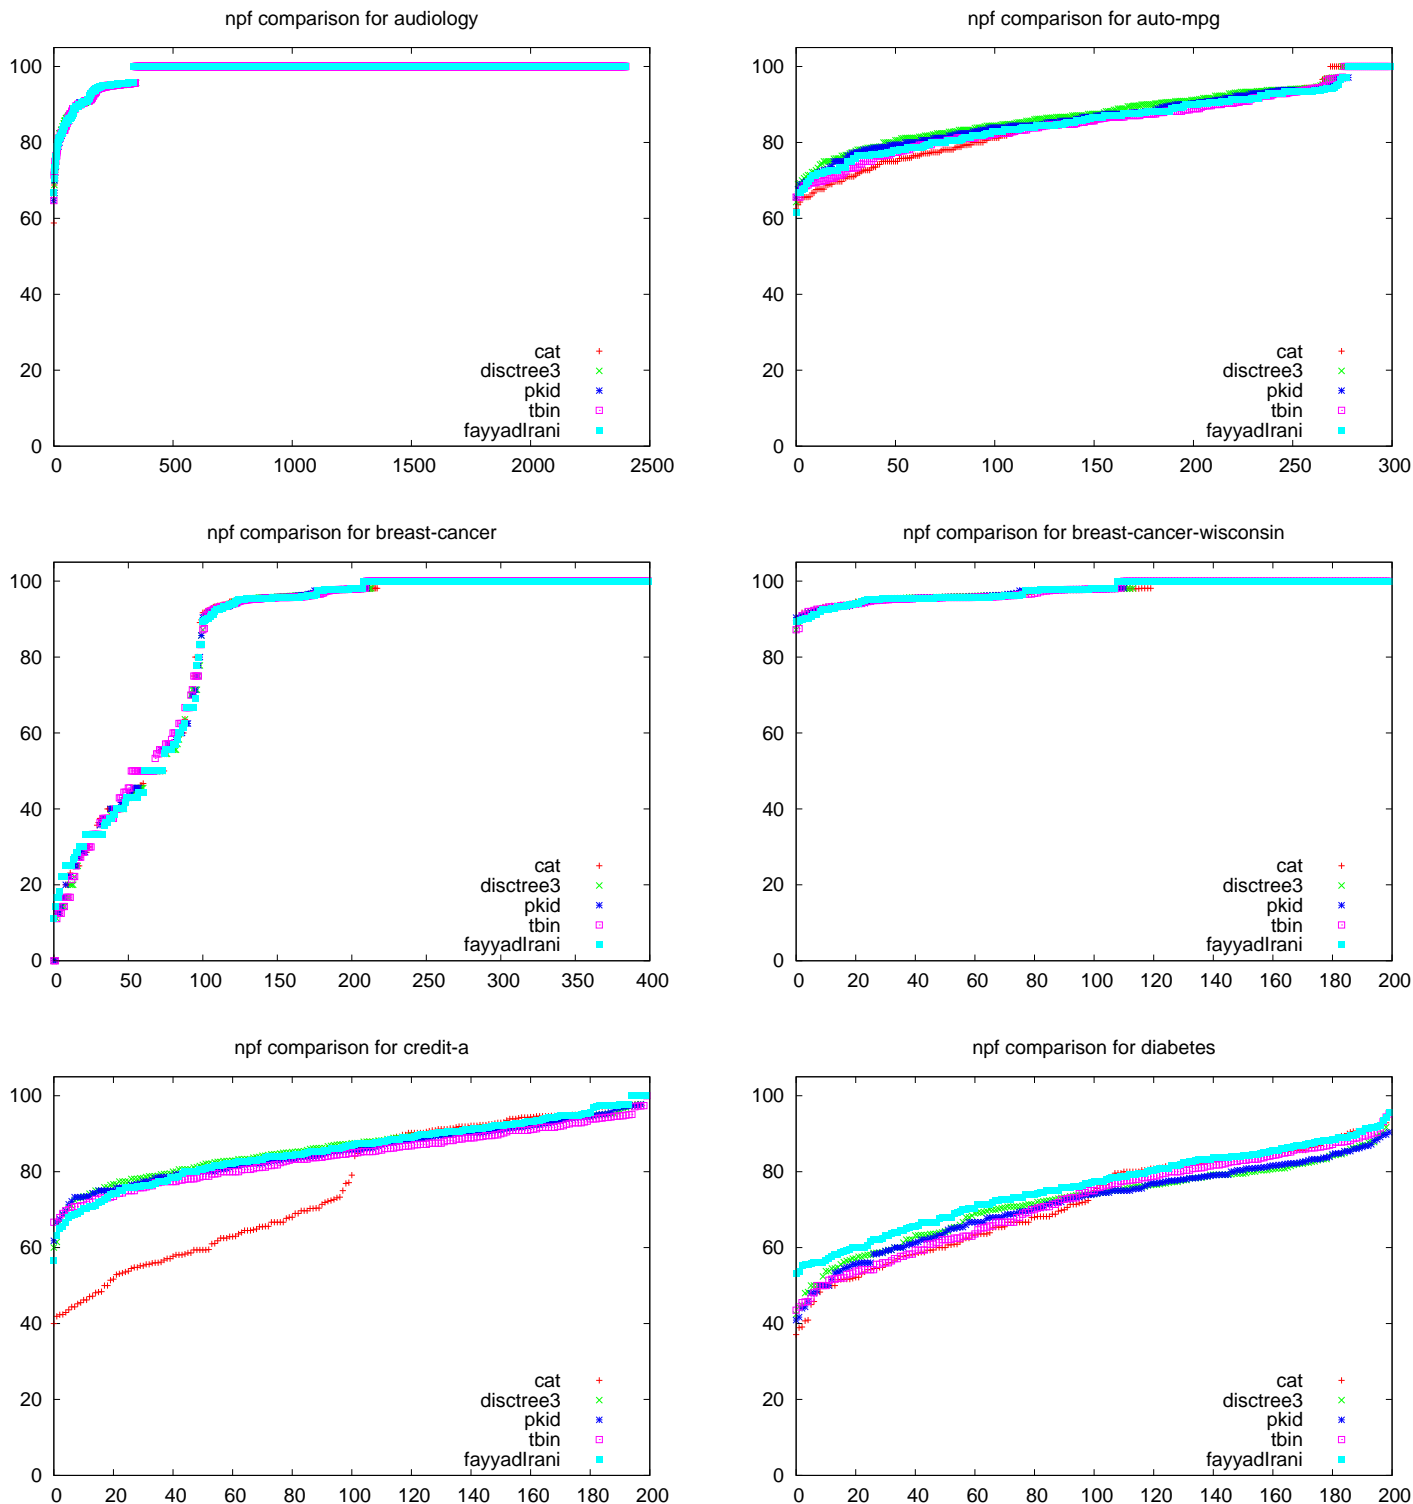 npf comparison for audiology
100
80
60
40
20
0
cat
disctree3
pkid
tbin
fayyadIrani
0 500 1000 1500 2000 2500
npf comparison for auto-mpg
100
80
60
40
20
0
cat
disctree3
pkid
tbin
fayyadIrani
0 50 100 150 200 250 300
npf comparison for breast-cancer
100
80
60
40
20
0
cat
disctree3
pkid
tbin
fayyadIrani
0 50 100 150 200 250 300 350 400
npf comparison for breast-cancer-wisconsin
100
80
60
40
20
0
cat
disctree3
pkid
tbin
fayyadIrani
0 20 40 60 80 100 120 140 160 180 200
npf comparison for credit-a
100
80
60
40
20
0
cat
disctree3
pkid
tbin
fayyadIrani
0 20 40 60 80 100 120 140 160 180 200
npf comparison for diabetes
100
80
60
40
20
0
cat
disctree3
pkid
tbin
fayyadIrani
0 20 40 60 80 100 120 140 160 180 200